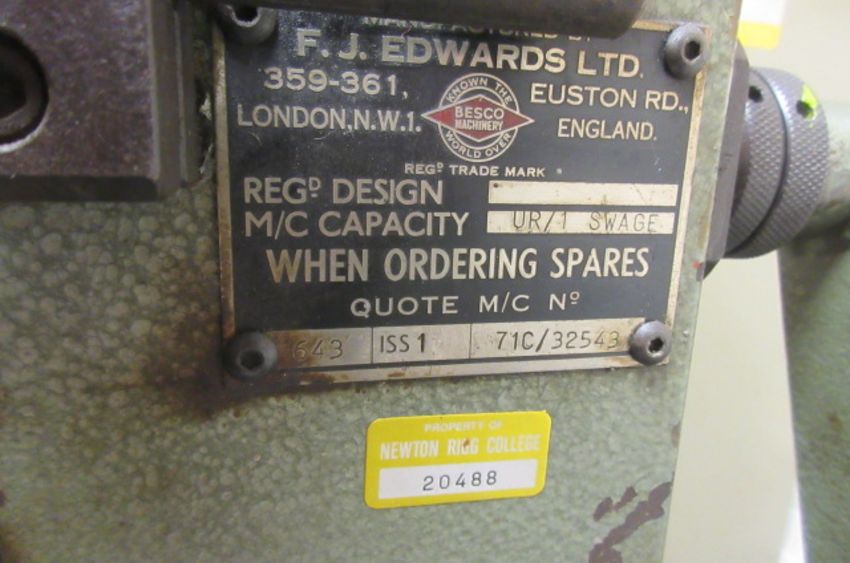 MANUFACTURED BY
F. J. EDWARDS LTD.
359-361, EUSTON RD.,
LONDON, N.W.1. ENGLAND.
KNOWN THE
BESCO
MACHINERY
WORLD OVER
REGD TRADE MARK
REGD DESIGN
M/C CAPACITY UR/1 SWAGE
WHEN ORDERING SPARES
QUOTE M/C No
643 ISS 1 71C/32543
PROPERTY OF
NEWTON RIGG COLLEGE
20488